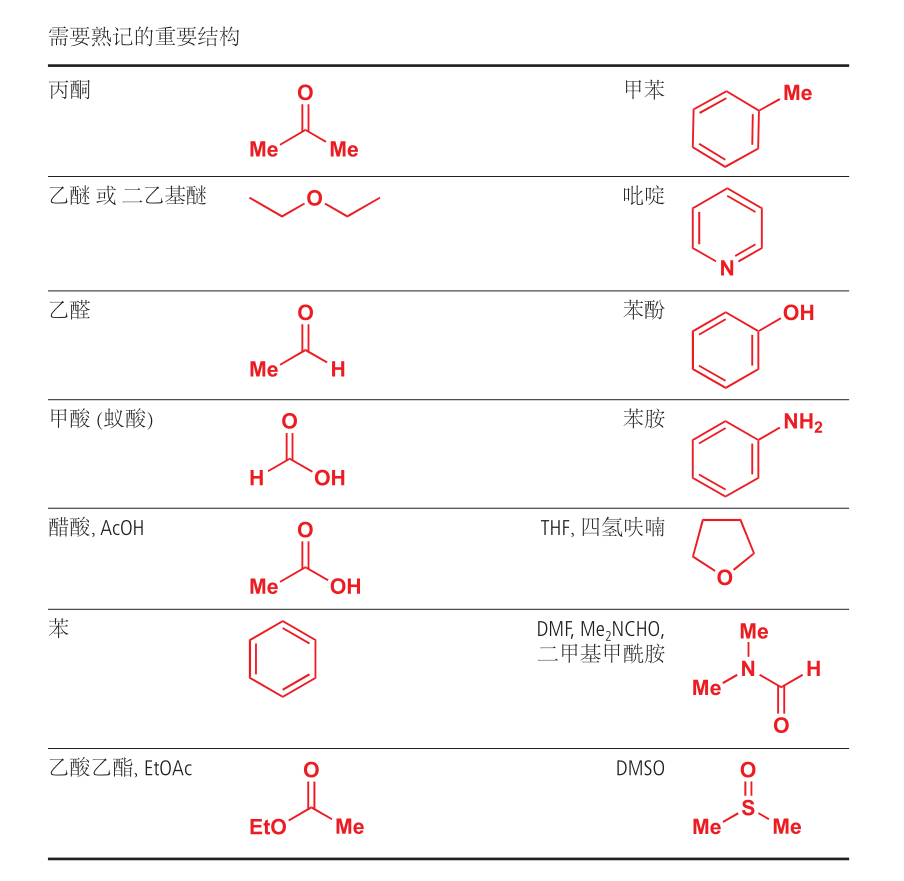 需要熟记的重要结构
丙酮
O
Me Me
甲苯
Me
乙醚 或 二乙基醚
O
吡啶
N
乙醛
O
Me H
苯酚
OH
甲酸 (蚁酸)
O
H OH
苯胺
NH₂
醋酸, AcOH
O
Me OH
THF, 四氢呋喃
O
苯
DMF, Me₂NCHO,
二甲基甲酰胺
Me
N H
Me
O
乙酸乙酯, EtOAc
O
EtO Me
DMSO
O
S
Me Me